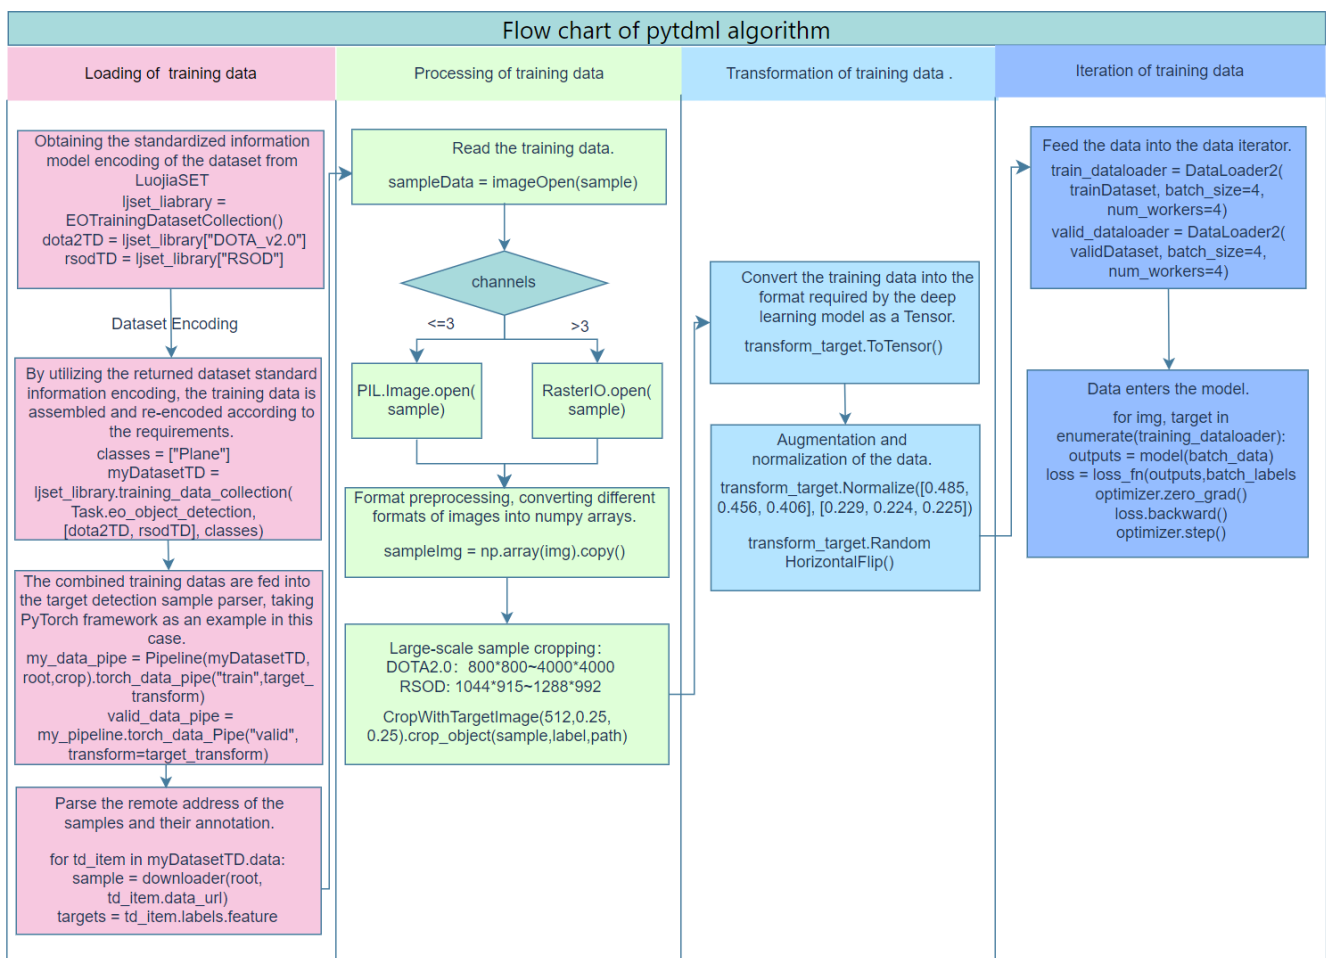 Flow chart of pytdml algorithm
Loading of training data
Processing of training data
Transformation of training data .
Iteration of training data
Obtaining the standardized information
model encoding of the dataset from
LuojiaSET
ljset_liabrary =
EOTrainingDatasetCollection()
dota2TD = ljset_library["DOTA_v2.0"]
rsodTD = ljset_library["RSOD"]
Dataset Encoding
By utilizing the returned dataset standard
information encoding, the training data is
assembled and re-encoded according to
the requirements.
classes = ["Plane"]
myDatasetTD =
ljset_library.training_data_collection(
Task.eo_object_detection,
[dota2TD, rsodTD], classes)
The combined training datas are fed into
the target detection sample parser, taking
PyTorch framework as an example in this
case.
my_data_pipe = Pipeline(myDatasetTD,
root,crop).torch_data_pipe("train",target_
transform)
valid_data_pipe =
my_pipeline.torch_data_Pipe("valid",
transform=target_transform)
Parse the remote address of the
samples and their annotation.
for td_item in myDatasetTD.data:
sample = downloader(root,
td_item.data_url)
targets = td_item.labels.feature
Read the training data.
sampleData = imageOpen(sample)
channels
<=3
>3
PIL.Image.open(
sample)
RasterIO.open(
sample)
Format preprocessing, converting different
formats of images into numpy arrays.
sampleImg = np.array(img).copy()
Large-scale sample cropping:
DOTA2.0: 800*800~4000*4000
RSOD: 1044*915~1288*992
CropWithTargetImage(512,0.25,
0.25).crop_object(sample,label,path)
Convert the training data into the
format required by the deep
learning model as a Tensor.
transform_target.ToTensor()
Augmentation and
normalization of the data.
transform_target.Normalize([0.485,
0.456, 0.406], [0.229, 0.224, 0.225])
transform_target.Random
HorizontalFlip()
Feed the data into the data iterator.
train_dataloader = DataLoader2(
trainDataset, batch_size=4,
num_workers=4)
valid_dataloader = DataLoader2(
validDataset, batch_size=4,
num_workers=4)
Data enters the model.
for img, target in
enumerate(training_dataloader):
outputs = model(batch_data)
loss = loss_fn(outputs,batch_labels
optimizer.zero_grad()
loss.backward()
optimizer.step()